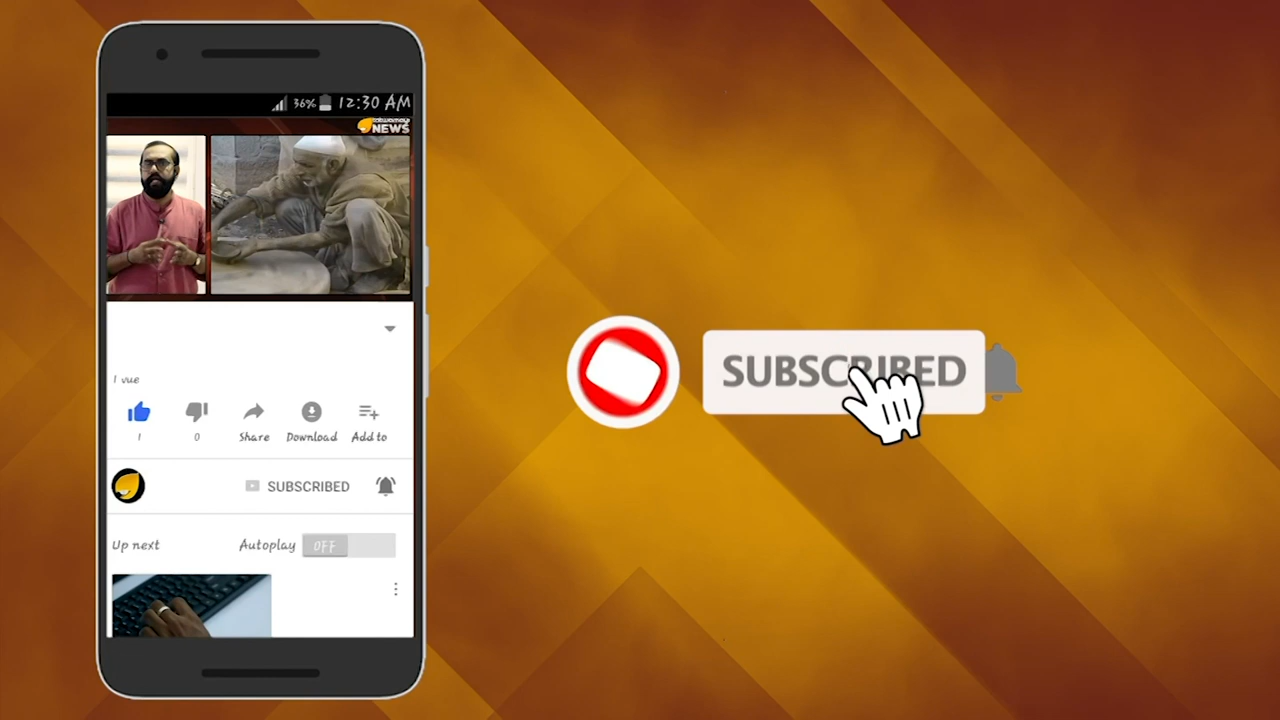 36% 12:30 AM
NEWS
1 vue
1
0
Share
Download
Add to
SUBSCRIBED
Up next
Autoplay
OFF
SUBSCRIBED